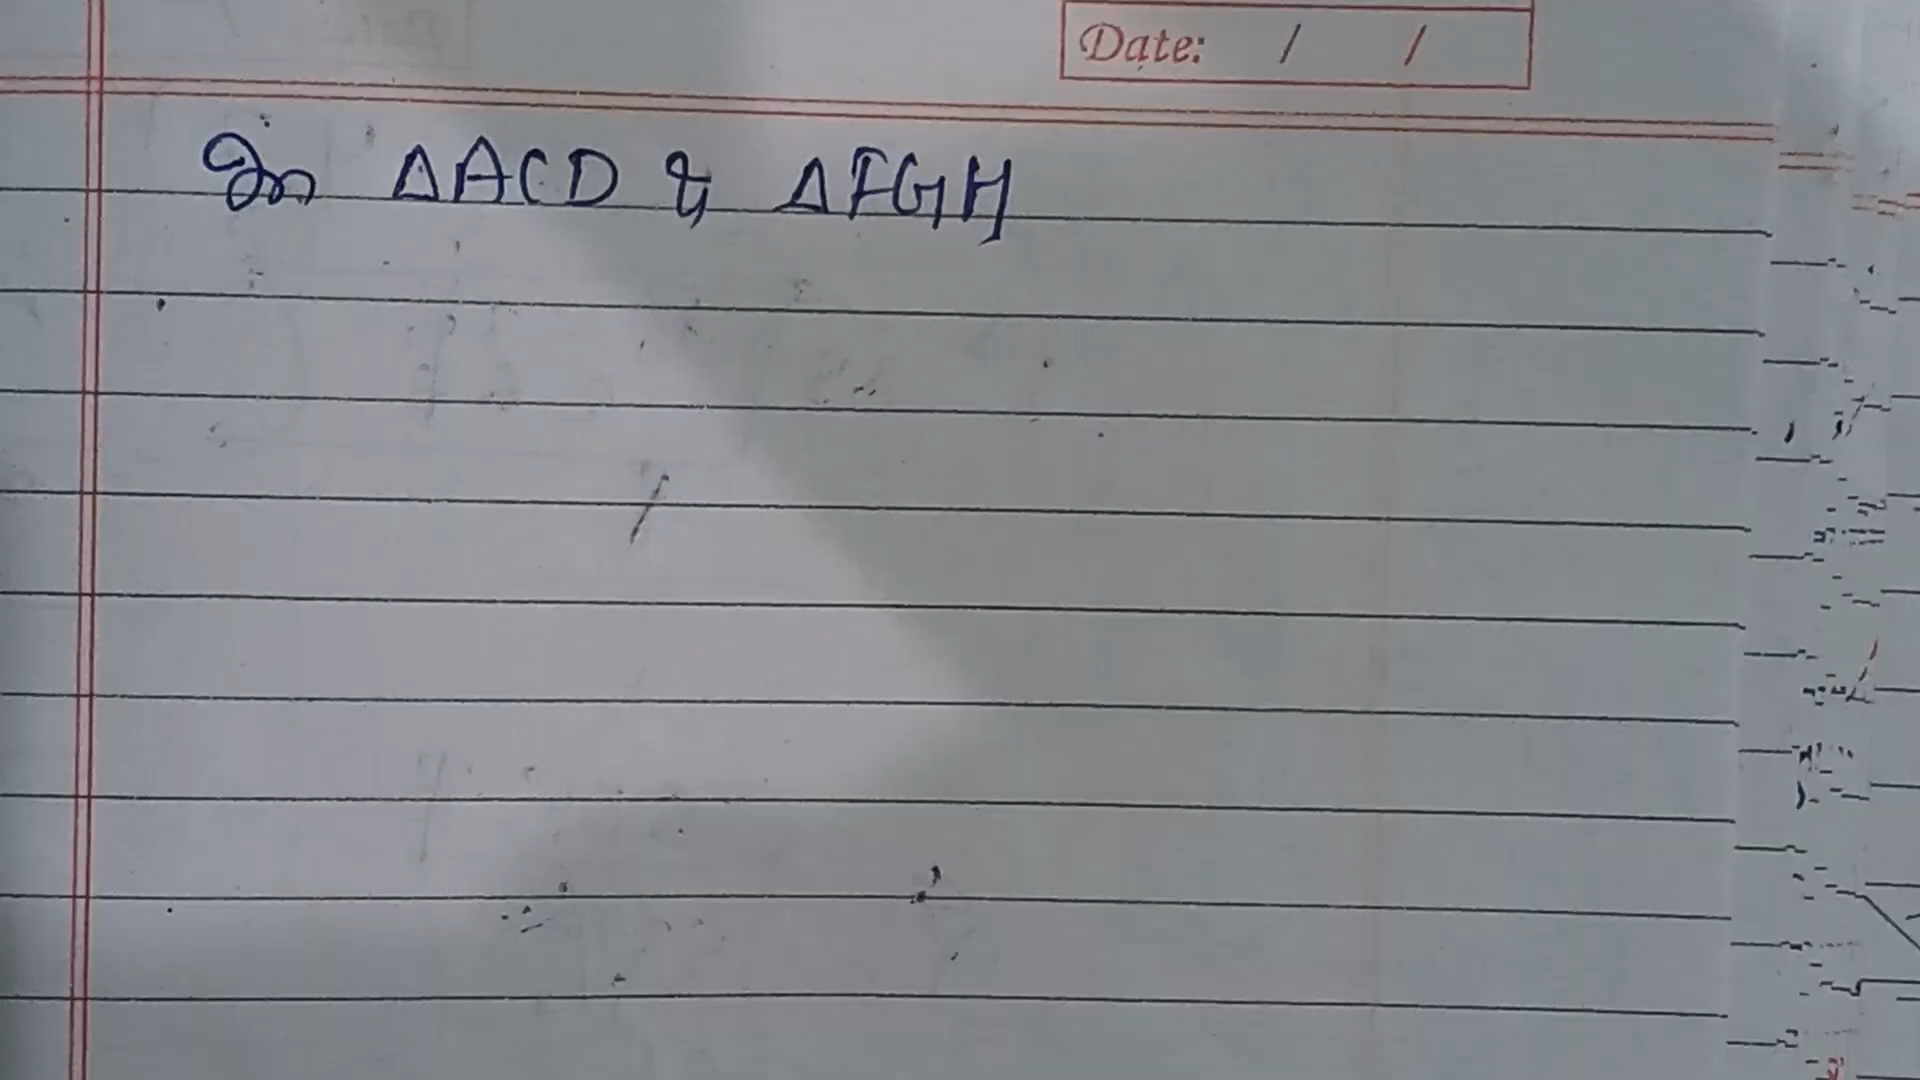 Date: / /
In ΔACD & ΔFGH